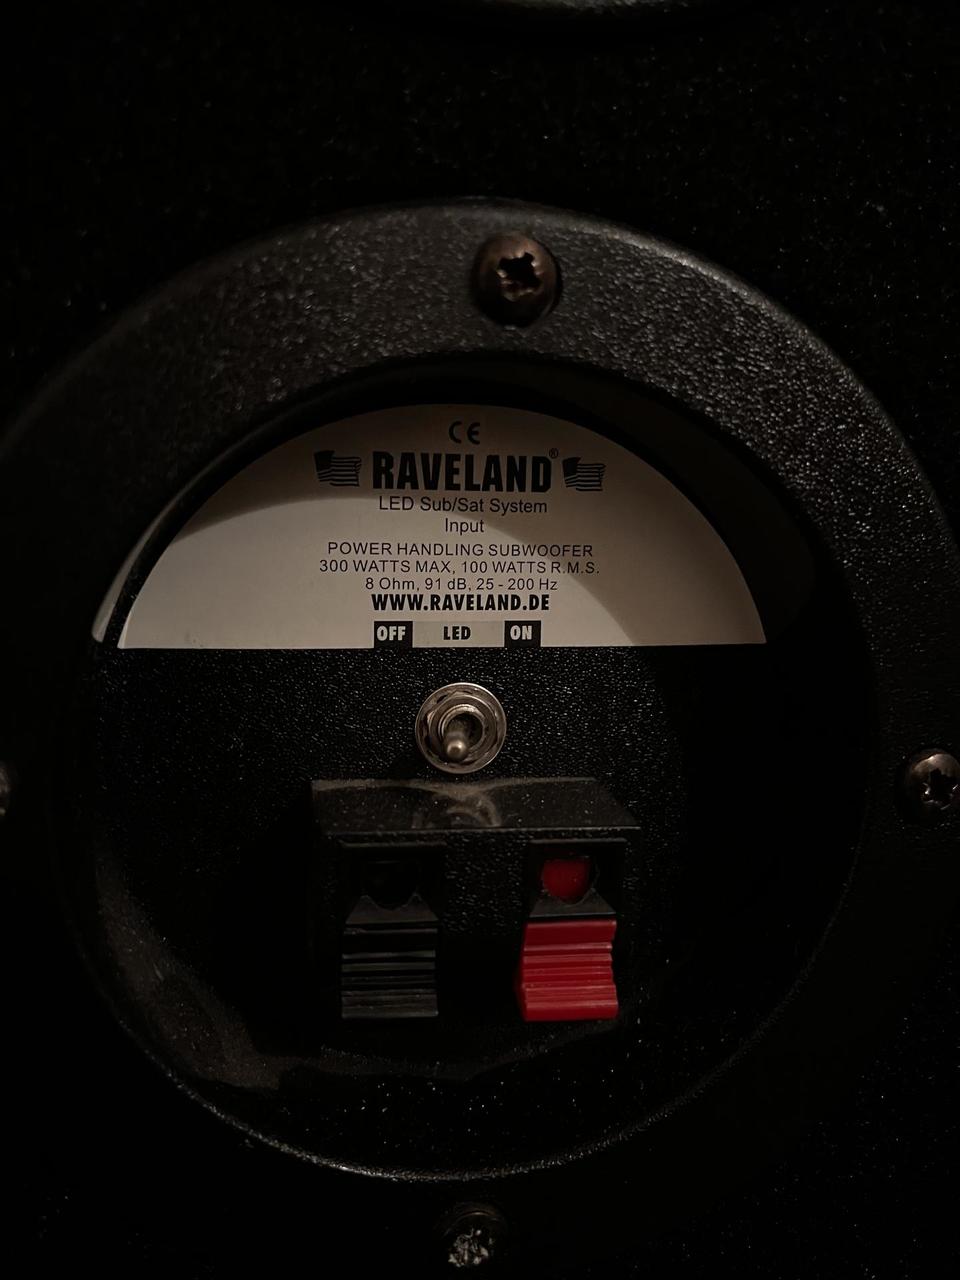 CE
RAVELAND®
LED Sub/Sat System
Input
POWER HANDLING SUBWOOFER
300 WATTS MAX, 100 WATTS R.M.S.
8 Ohm, 91 dB, 25 - 200 Hz
WWW.RAVELAND.DE
OFF LED ON